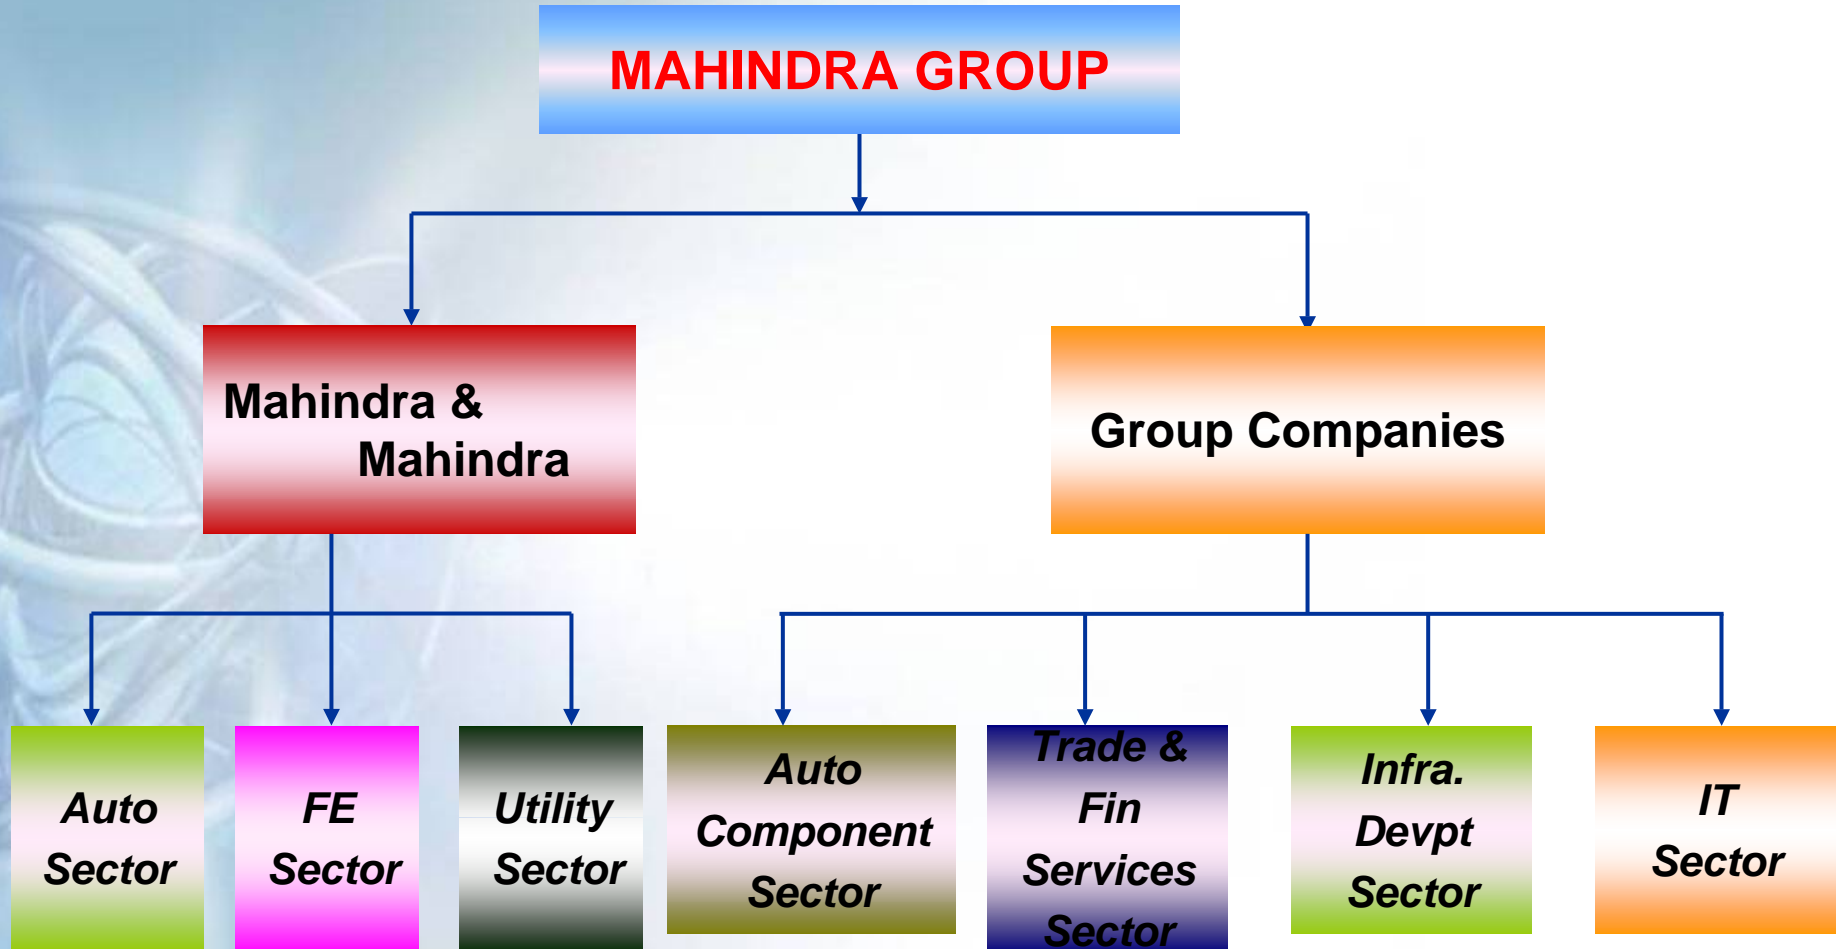 MAHINDRA GROUP
Mahindra &
Mahindra
Group Companies
Auto
Sector
FE
Sector
Utility
Sector
Auto
Component
Sector
Trade &
Fin
Services
Sector
Infra.
Devpt
Sector
IT
Sector